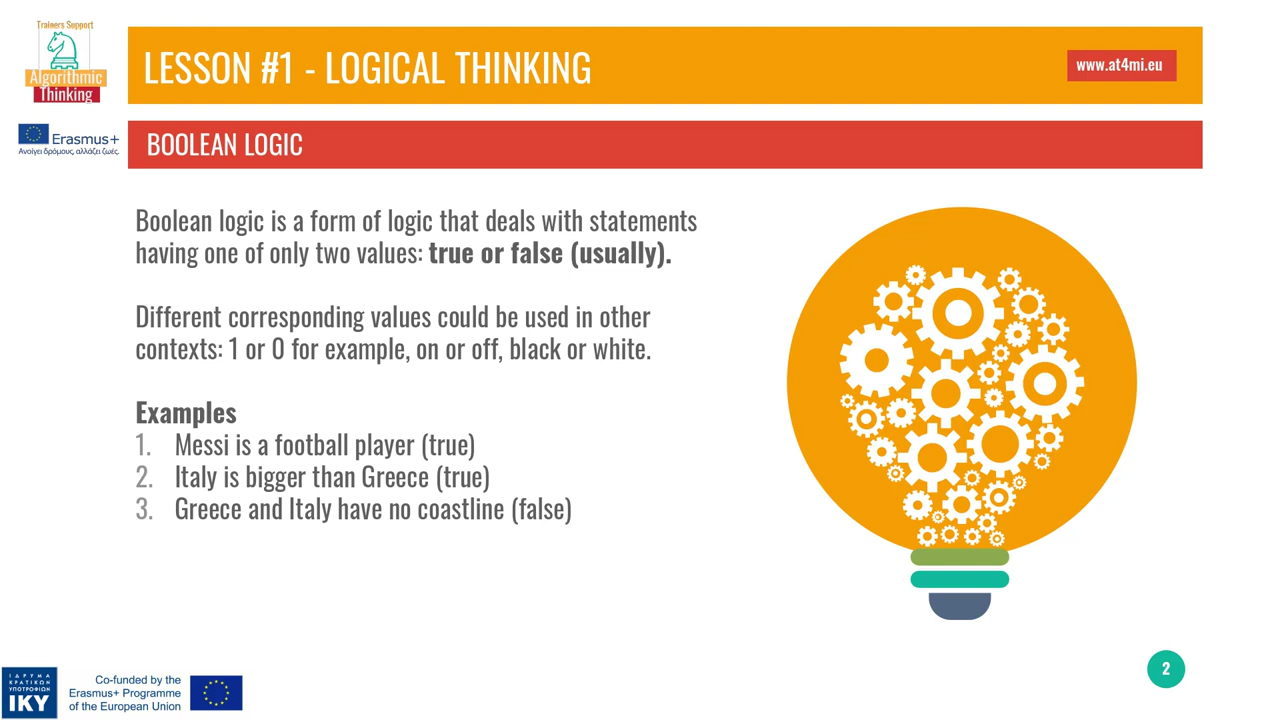 Trainers Support
Algorithmic
Thinking
LESSON #1 - LOGICAL THINKING
www.at4mi.eu
Erasmus+
Ανοίγει δρόμους, αλλάζει ζωές.
BOOLEAN LOGIC
Boolean logic is a form of logic that deals with statements
having one of only two values: true or false (usually).
Different corresponding values could be used in other
contexts: 1 or 0 for example, on or off, black or white.
Examples
1. Messi is a football player (true)
2. Italy is bigger than Greece (true)
3. Greece and Italy have no coastline (false)
ΙΔΡΥΜΑ
ΚΡΑΤΙΚΩΝ
ΥΠΟΤΡΟΦΙΩΝ
IKY
Co-funded by the
Erasmus+ Programme
of the European Union
2